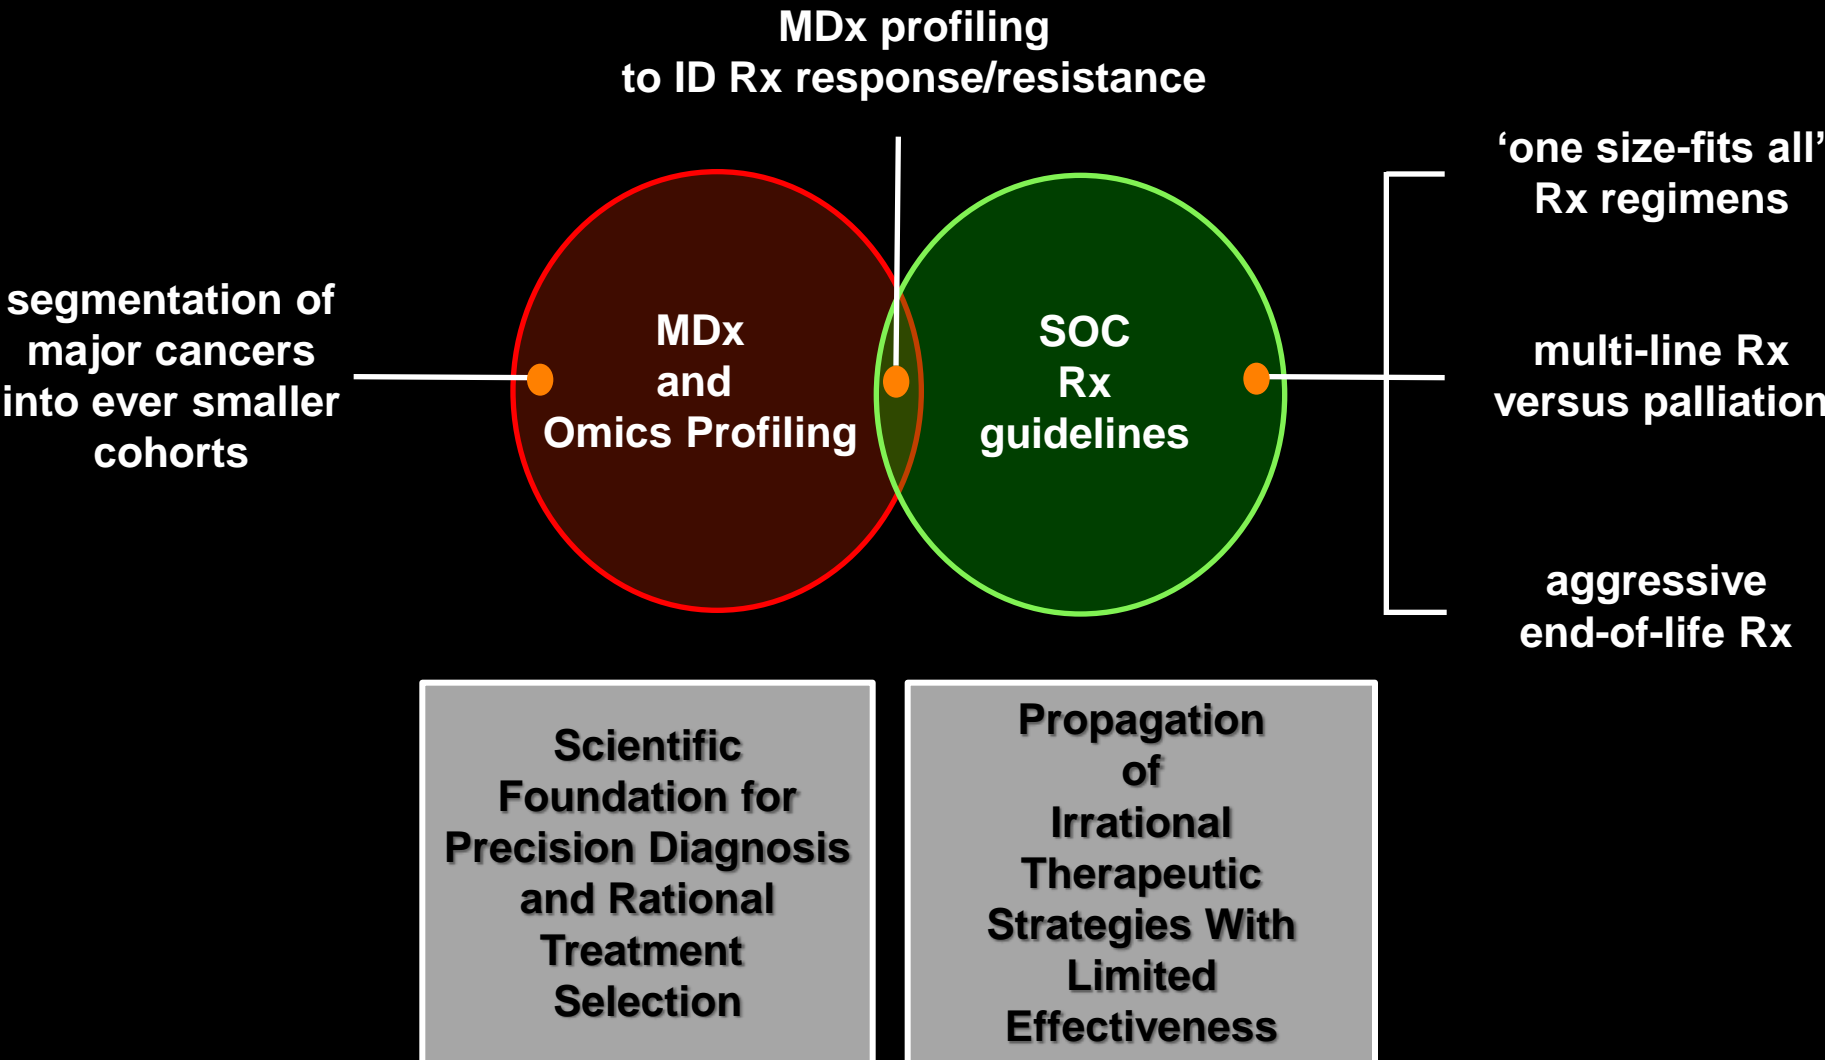 MDx profiling
to ID Rx response/resistance
segmentation of
major cancers
into ever smaller
cohorts
MDx
and
Omics Profiling
SOC
Rx
guidelines
‘one size-fits all’
Rx regimens
multi-line Rx
versus palliation
aggressive
end-of-life Rx
Scientific
Foundation for
Precision Diagnosis
and Rational
Treatment
Selection
Propagation
of
Irrational
Therapeutic
Strategies With
Limited
Effectiveness